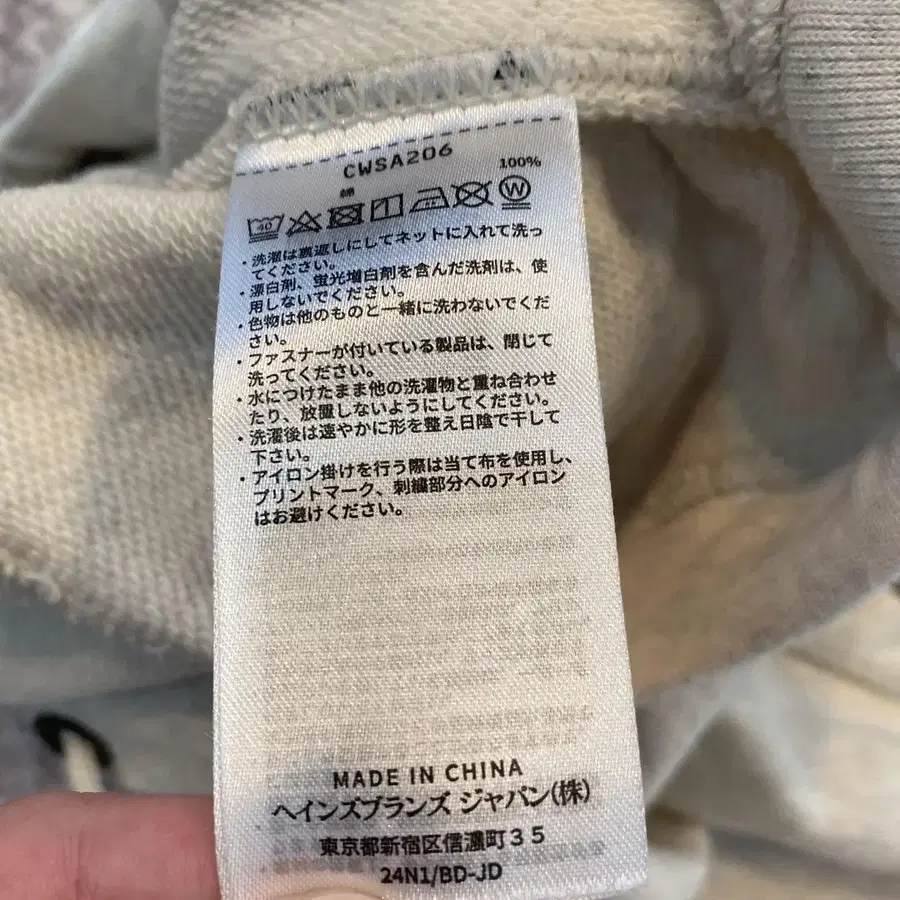 CWSA206
綿 100%
40 W
・洗濯は裏返しにしてネットに入れて洗っ
てください。
・漂白剤、蛍光増白剤を含んだ洗剤は、使
用しないでください。
・色物は他のものと一緒に洗わないでくだ
さい。
・ファスナーが付いている製品は、閉じて
洗ってください。
・水につけたまま他の洗濯物と重ね合わせ
たり、放置しないようにしてください。
・洗濯後は速やかに形を整え日陰で干して
下さい。
・アイロン掛けを行う際は当て布を使用し、
プリントマーク、刺繍部分へのアイロン
はお避けください。
MADE IN CHINA
ヘインズブランズ ジャパン(株)
東京都新宿区信濃町35
24N1/BD-JD